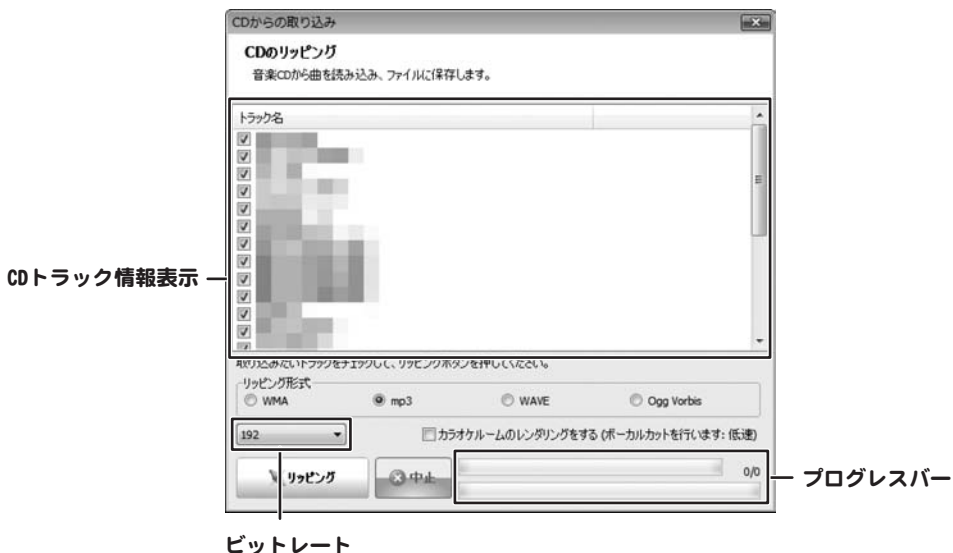 CDからの取り込み
CDのリッピング
音楽CDから曲を読み込み、ファイルに保存します。
トラック名
CDトラック情報表示
取り込みたいトラックをチェックして、リッピングボタンを押してください。
リッピング形式
WMA
mp3
WAVE
Ogg Vorbis
192
カラオケルームのレンダリングをする (ボーカルカットを行います: 低速)
リッピング
中止
0/0
プログレスバー
ビットレート